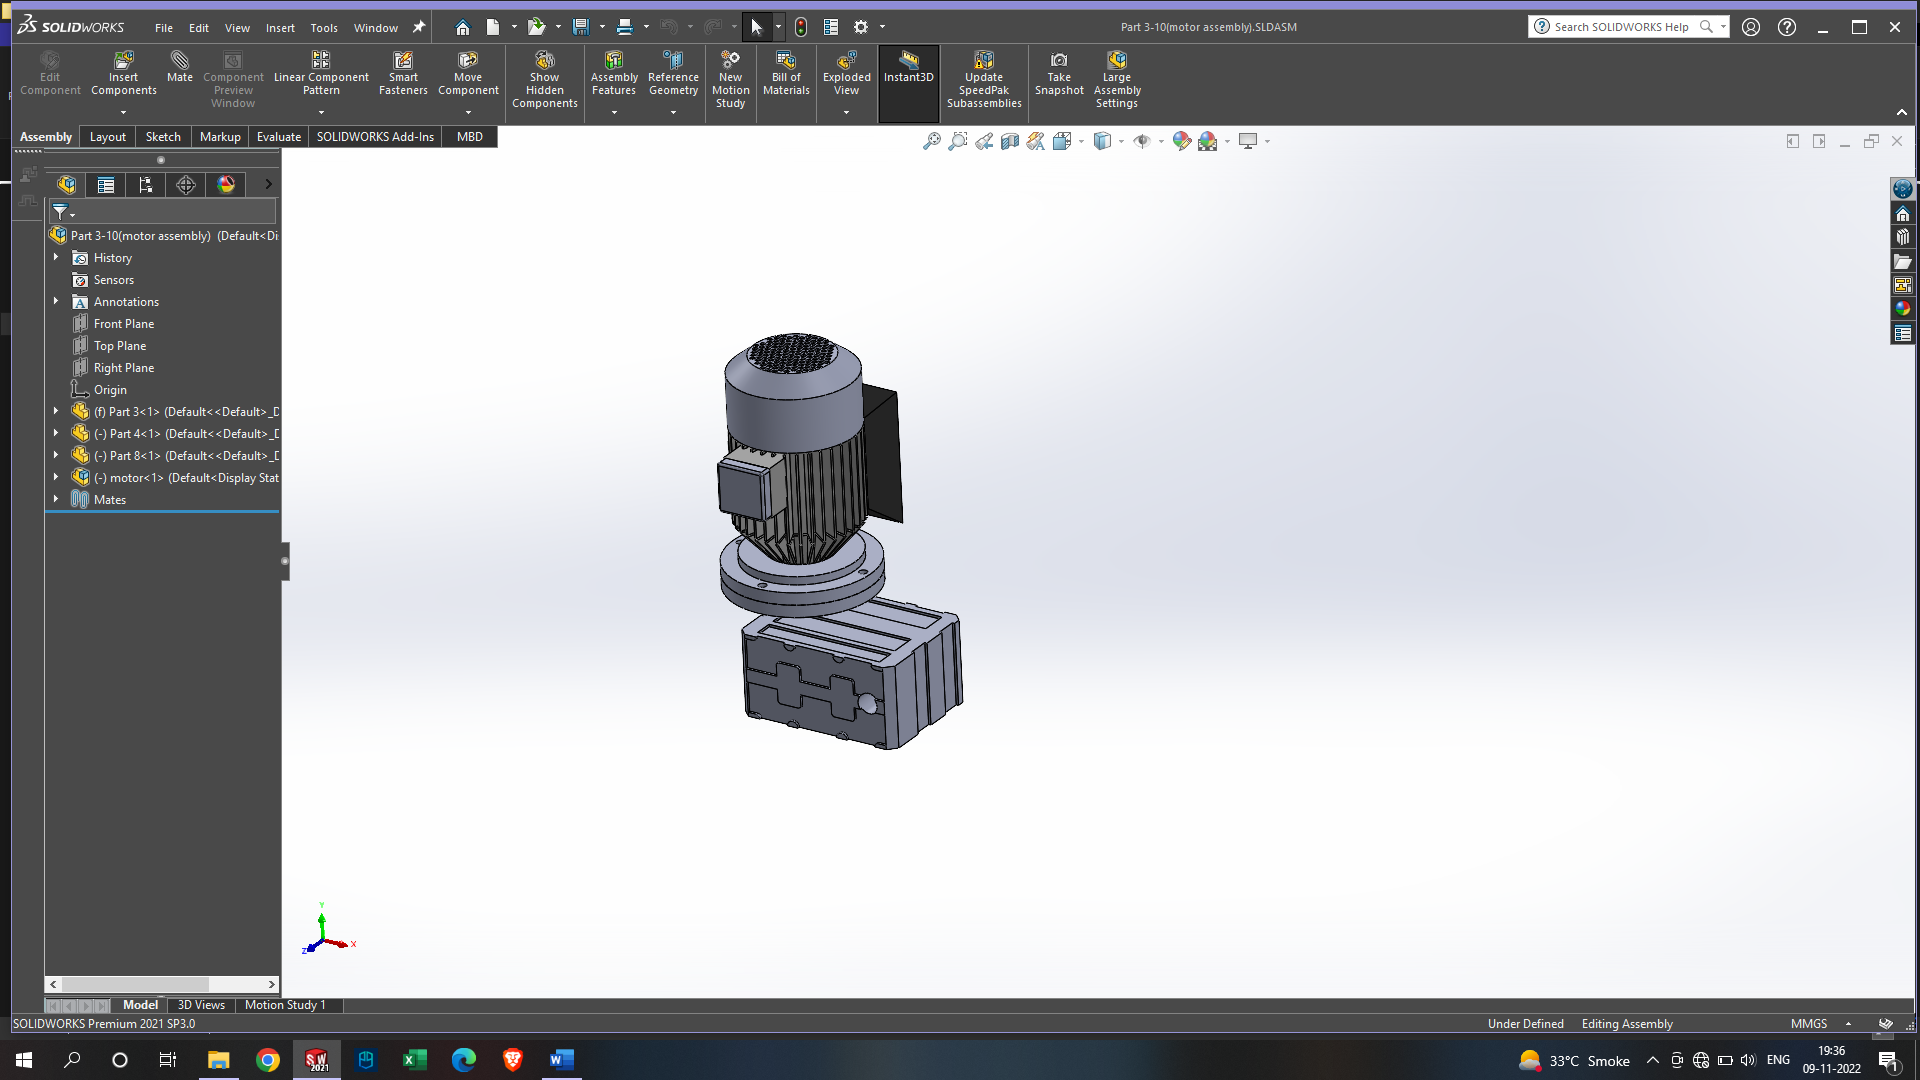 SOLIDWORKS File Edit View Insert Tools Window Part 3-10(motor assembly).SLDASM Search SOLIDWORKS Help
Edit Component
Insert Components
Mate
Component Preview Window
Linear Component Pattern
Smart Fasteners
Move Component
Show Hidden Components
Assembly Features
Reference Geometry
New Motion Study
Bill of Materials
Exploded View
Instant3D
Update SpeedPak Subassemblies
Take Snapshot
Large Assembly Settings
Assembly Layout Sketch Markup Evaluate SOLIDWORKS Add-Ins MBD
Part 3-10(motor assembly) (Default<Di
History
Sensors
Annotations
Front Plane
Top Plane
Right Plane
Origin
(f) Part 3<1> (Default<<Default>_D
(-) Part 4<1> (Default<<Default>_D
(-) Part 8<1> (Default<<Default>_D
(-) motor<1> (Default<Display Stat
Mates
Y
X
Z
Model 3D Views Motion Study 1
SOLIDWORKS Premium 2021 SP3.0 Under Defined Editing Assembly MMGS
33°C Smoke ENG 19:36
09-11-2022